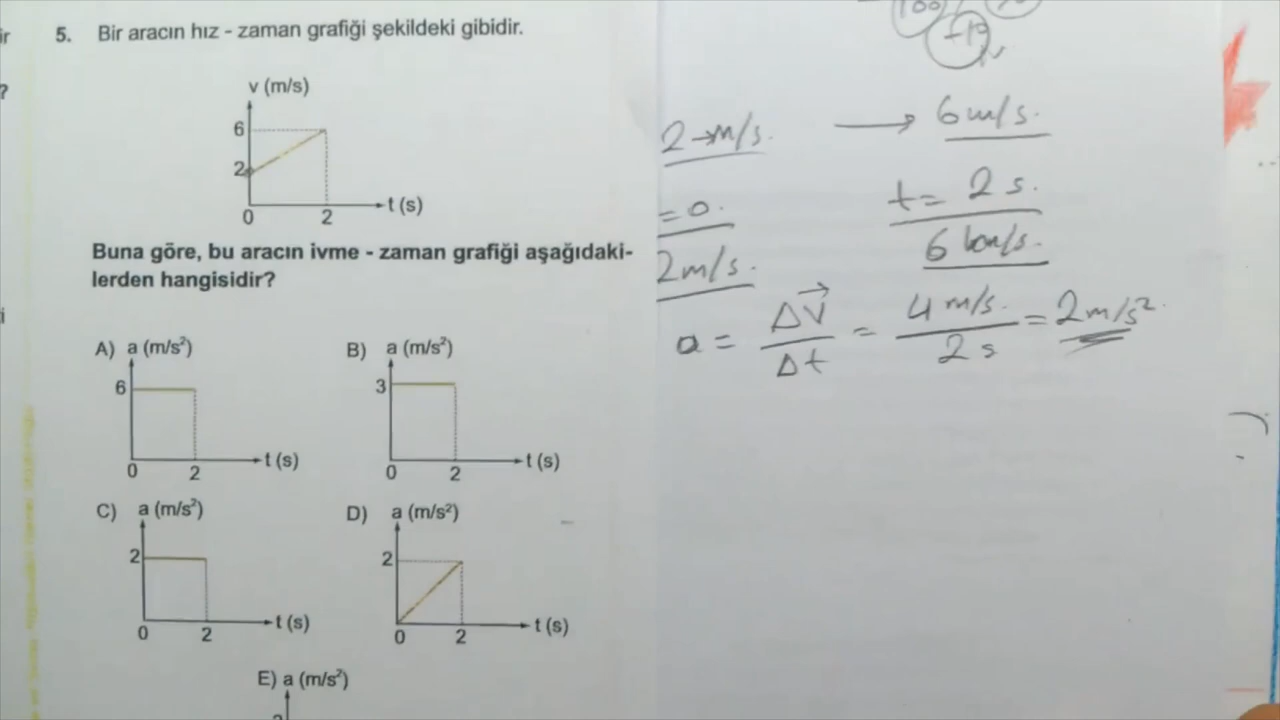 ir
5. Bir aracın hız - zaman grafiği şekildeki gibidir.
?
v (m/s)
6
2
0 2 t (s)
Buna göre, bu aracın ivme - zaman grafiği aşağıdaki-
lerden hangisidir?
i
A) a (m/s²)
6
0 2 t (s)
B) a (m/s²)
3
0 2 t (s)
C) a (m/s²)
2
0 2 t (s)
D) a (m/s²)
2
0 2 t (s)
E) a (m/s²)
100
2 m/s. → 6 m/s.
= 0. t = 2 s.
2 m/s. 6 km/s.
a = ΔV / Δt = 4 m/s. / 2 s = 2 m/s².